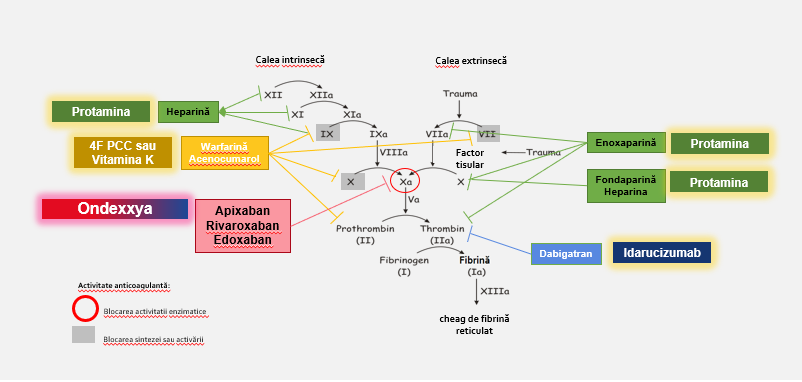 Calea intrinsecă
Calea extrinsecă
XII
XIIa
Trauma
Protamina
Heparină
XI
XIa
IX
IXa
VIIa
VII
4F PCC sau
Vitamina K
Warfarină
Acenocumarol
VIIIa
Factor
tisular
Trauma
Enoxaparină
Protamina
X
Xa
X
Fondaparină
Heparina
Protamina
Ondexxya
Va
Apixaban
Rivaroxaban
Edoxaban
Prothrombin
(II)
Thrombin
(IIa)
Fibrinogen
(I)
Fibrină
(Ia)
Dabigatran
Idarucizumab
Activitate anticoagulantă:
XIIIa
Blocarea activitatii enzimatice
cheag de fibrină
reticulat
Blocarea sintezei sau activării